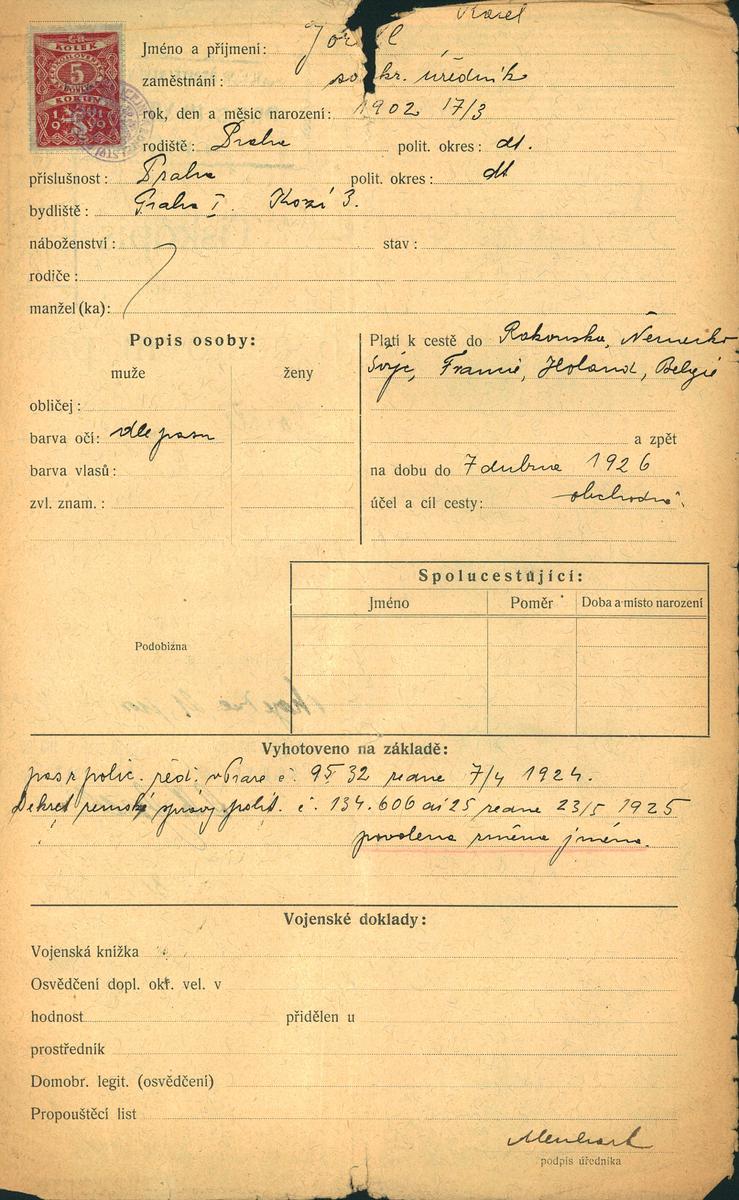 Karel
Jméno a příjmení:
zaměstnání: soukr. úředník
rok, den a měsíc narození: 1902 17/3
rodiště: Praha polit. okres: dt.
příslušnost: Praha polit. okres: dt
bydliště: Praha I. Kozí 3.
náboženství: stav:
rodiče:
manžel(ka):
Popis osoby:
muže ženy
obličej:
barva očí: dle pasu
barva vlasů:
zvl. znam.:
Platí k cestě do Rakouska, Německo
Švýc, Francie, Holand, Belgie
a zpět
na dobu do 7 dubna 1926
účel a cíl cesty: obchodní.
Spolucestující:
Jméno Poměr Doba a místo narození
Podobizna
Vyhotoveno na základě:
pas z polic. ředi. v Praze č. 9532 ze dne 7/4 1924.
Dekret zemské správy polit. č. 134.606 ai 25 ze dne 23/5 1925
povolena změna jména.
Vojenské doklady:
Vojenská knížka
Osvědčení dopl. okr. vel. v
hodnost přidělen u
prostředník
Domobr. legit. (osvědčení)
Propouštěcí list
podpis úředníka
KOLEK
5
KORUN